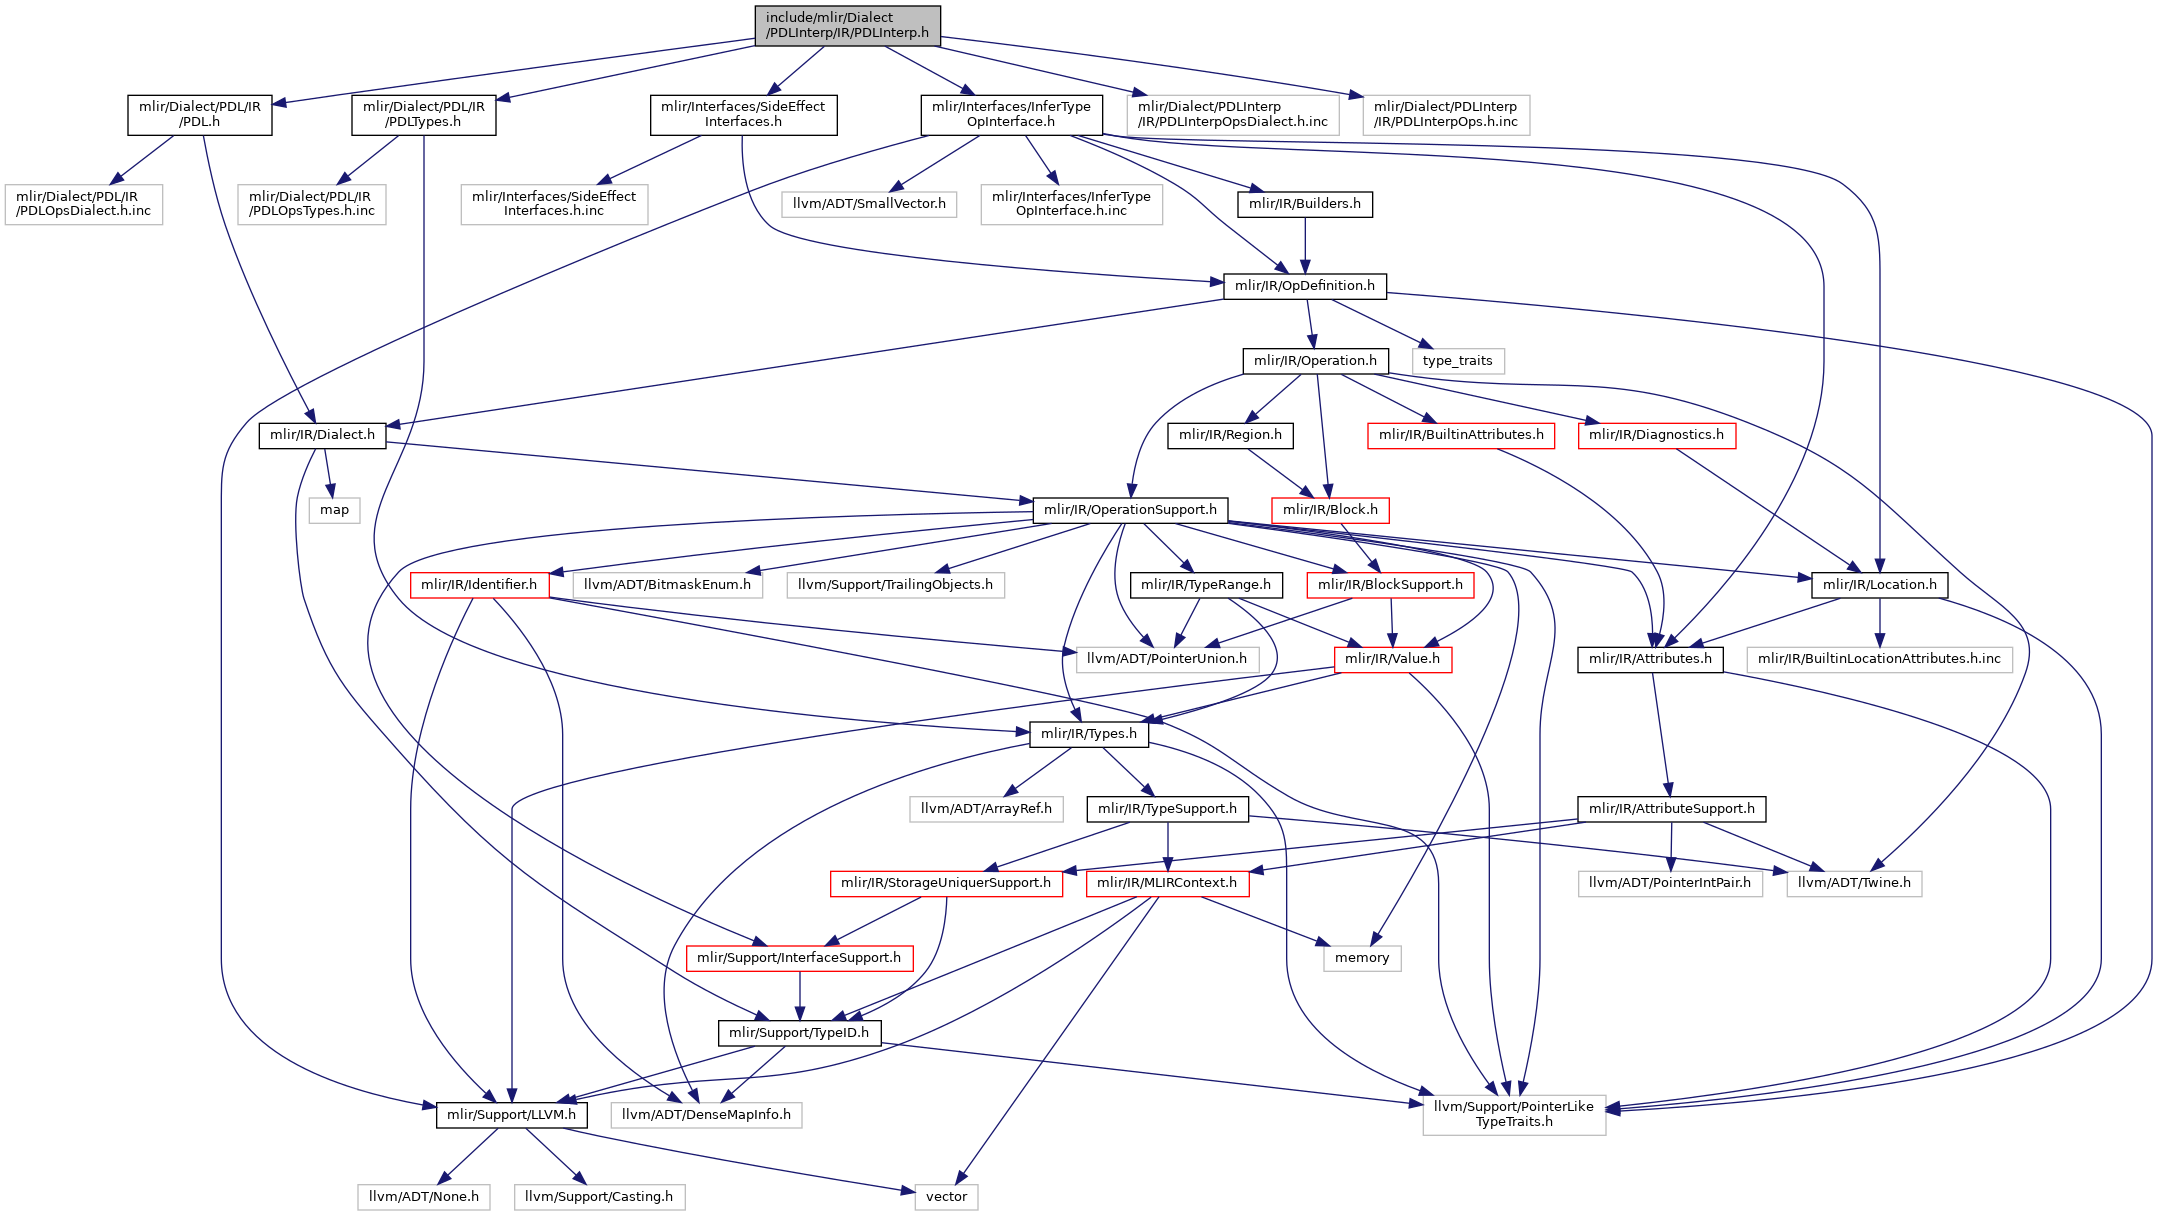 include/mlir/Dialect
/PDLInterp/IR/PDLInterp.h
mlir/Dialect/PDL/IR
/PDL.h
mlir/Dialect/PDL/IR
/PDLTypes.h
mlir/Interfaces/SideEffect
Interfaces.h
mlir/Interfaces/InferType
OpInterface.h
mlir/Dialect/PDLInterp
/IR/PDLInterpOpsDialect.h.inc
mlir/Dialect/PDLInterp
/IR/PDLInterpOps.h.inc
mlir/Dialect/PDL/IR
/PDLOpsDialect.h.inc
mlir/Dialect/PDL/IR
/PDLOpsTypes.h.inc
mlir/Interfaces/SideEffect
Interfaces.h.inc
llvm/ADT/SmallVector.h
mlir/Interfaces/InferType
OpInterface.h.inc
mlir/IR/Builders.h
mlir/IR/OpDefinition.h
mlir/IR/Operation.h
type_traits
mlir/IR/Dialect.h
mlir/IR/Region.h
mlir/IR/BuiltinAttributes.h
mlir/IR/Diagnostics.h
map
mlir/IR/OperationSupport.h
mlir/IR/Block.h
mlir/IR/Identifier.h
llvm/ADT/BitmaskEnum.h
llvm/Support/TrailingObjects.h
mlir/IR/TypeRange.h
mlir/IR/BlockSupport.h
mlir/IR/Location.h
llvm/ADT/PointerUnion.h
mlir/IR/Value.h
mlir/IR/Attributes.h
mlir/IR/BuiltinLocationAttributes.h.inc
mlir/IR/Types.h
llvm/ADT/ArrayRef.h
mlir/IR/TypeSupport.h
mlir/IR/AttributeSupport.h
mlir/IR/StorageUniquerSupport.h
mlir/IR/MLIRContext.h
llvm/ADT/PointerIntPair.h
llvm/ADT/Twine.h
mlir/Support/InterfaceSupport.h
memory
mlir/Support/TypeID.h
mlir/Support/LLVM.h
llvm/ADT/DenseMapInfo.h
llvm/Support/PointerLike
TypeTraits.h
llvm/ADT/None.h
llvm/Support/Casting.h
vector